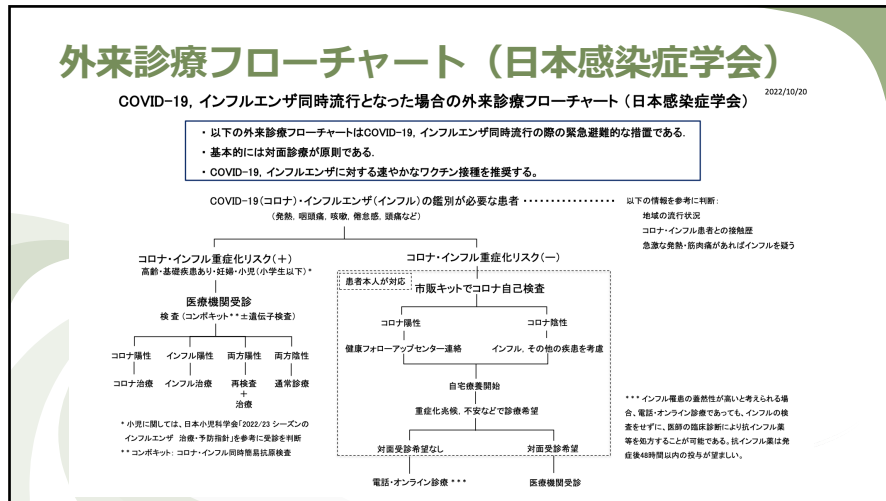 外来診療フローチャート（日本感染症学会）
2022/10/20
COVID-19, インフルエンザ同時流行となった場合の外来診療フローチャート（日本感染症学会）
・以下の外来診療フローチャートはCOVID-19, インフルエンザ同時流行の際の緊急避難的な措置である.
・基本的には対面診療が原則である.
・COVID-19, インフルエンザに対する速やかなワクチン接種を推奨する。
COVID-19(コロナ)・インフルエンザ(インフル)の鑑別が必要な患者
(発熱, 咽頭痛, 咳嗽, 倦怠感, 頭痛など)
以下の情報を参考に判断:
地域の流行状況
コロナ・インフル患者との接触歴
急激な発熱・筋肉痛があればインフルを疑う
コロナ・インフル重症化リスク(＋)
高齢・基礎疾患あり・妊婦・小児(小学生以下)*
医療機関受診
検査(コンボキット**±遺伝子検査)
コロナ陽性 インフル陽性 両方陽性 両方陰性
コロナ治療 インフル治療 再検査 通常診療
＋
治療
* 小児に関しては、日本小児科学会「2022/23 シーズンの
インフルエンザ 治療・予防指針」を参考に受診を判断
** コンボキット: コロナ・インフル同時簡易抗原検査
コロナ・インフル重症化リスク(ー)
患者本人が対応
市販キットでコロナ自己検査
コロナ陽性 コロナ陰性
健康フォローアップセンター連絡 インフル, その他の疾患を考慮
自宅療養開始
重症化兆候, 不安などで診療希望
対面受診希望なし 対面受診希望
電話・オンライン診療*** 医療機関受診
*** インフル罹患の蓋然性が高いと考えられる場
合、電話・オンライン診療であっても、インフルの検
査をせずに、医師の臨床診断により抗インフル薬
等を処方することが可能である。抗インフル薬は発
症後48時間以内の投与が望ましい。